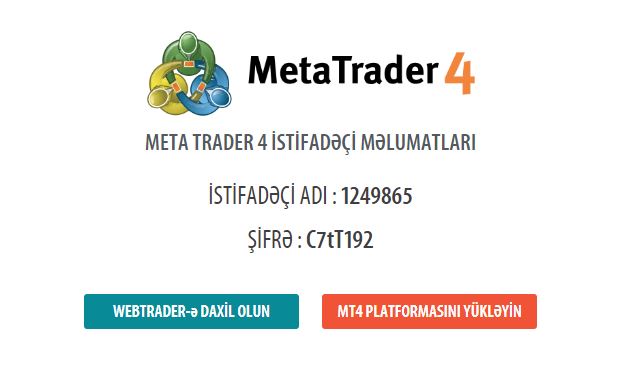 MetaTrader 4
META TRADER 4 İSTİFADƏÇİ MƏLUMATLARI
İSTİFADƏÇİ ADI : 1249865
ŞİFRƏ : C7tT192
WEBTRADER-ə DAXİL OLUN
MT4 PLATFORMASINI YÜKLƏYİN